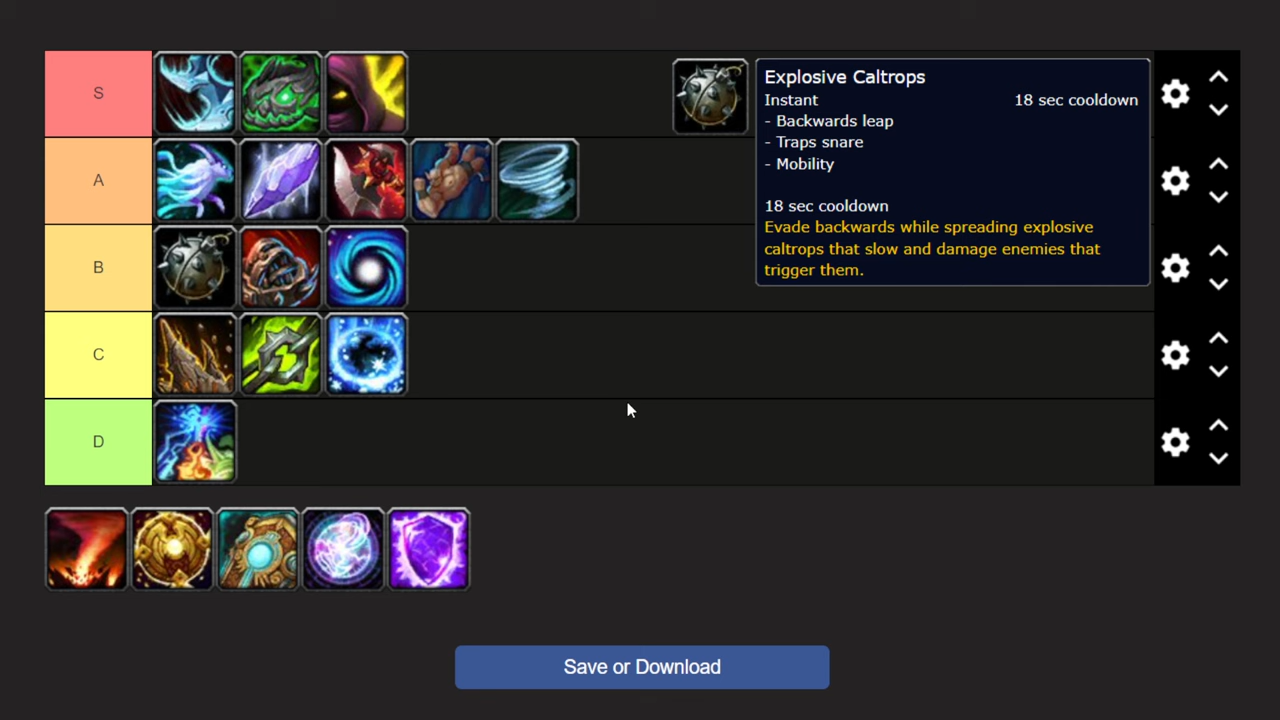 S
Explosive Caltrops
Instant 18 sec cooldown
- Backwards leap
- Traps snare
- Mobility
18 sec cooldown
Evade backwards while spreading explosive
caltrops that slow and damage enemies that
trigger them.
A
B
C
D
Save or Download